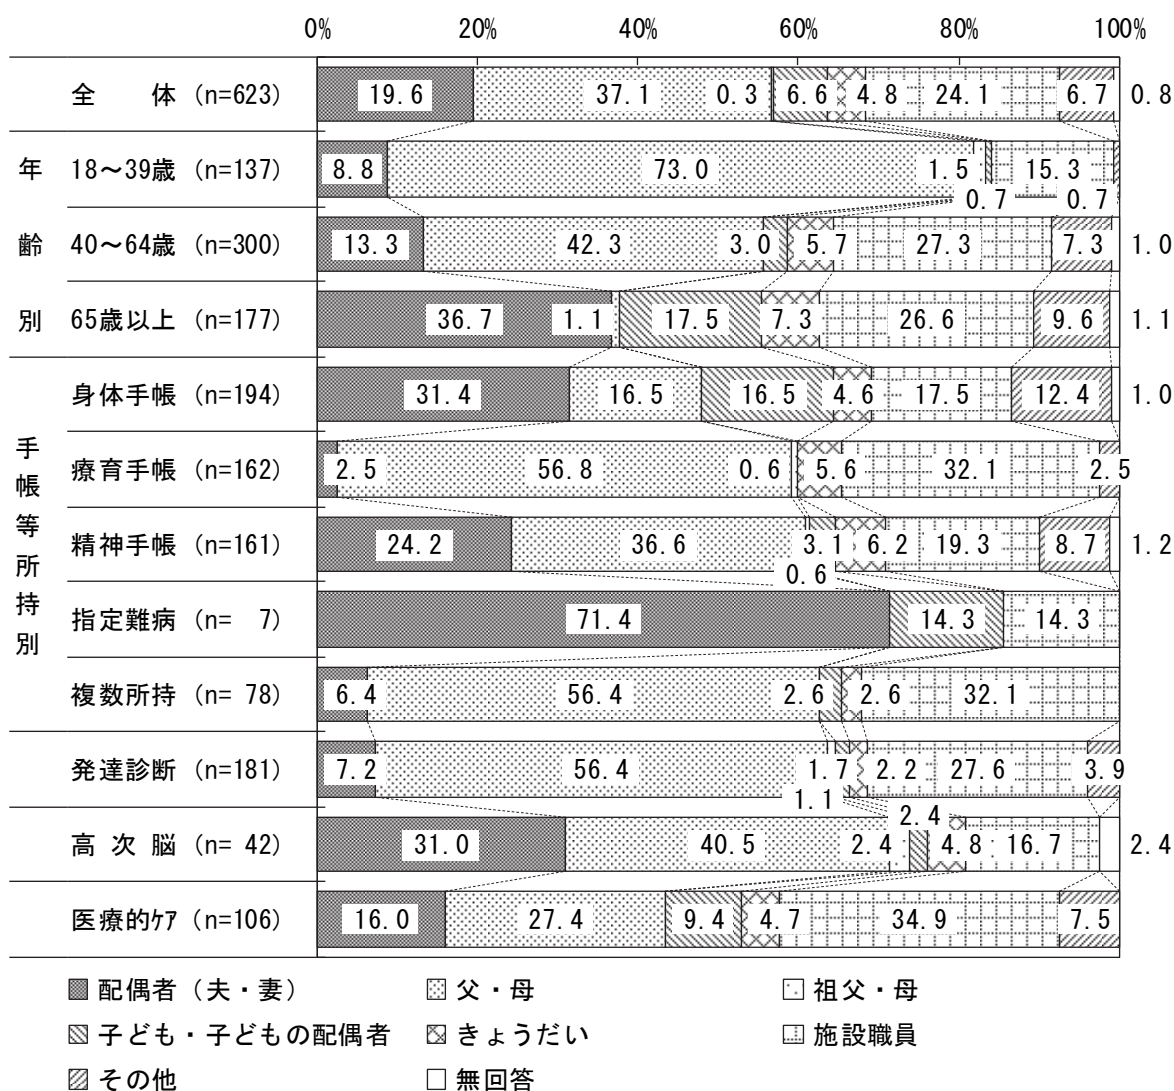 0% 20% 40% 60% 80% 100%
全 体 (n=623) 19.6 37.1 0.3 6.6 4.8 24.1 6.7 0.8
年齢別
18～39歳 (n=137) 8.8 73.0 1.5 0.7 15.3 0.7
40～64歳 (n=300) 13.3 42.3 3.0 5.7 27.3 7.3 1.0
65歳以上 (n=177) 36.7 1.1 17.5 7.3 26.6 9.6 1.1
手帳等所持別
身体手帳 (n=194) 31.4 16.5 16.5 4.6 17.5 12.4 1.0
療育手帳 (n=162) 2.5 56.8 0.6 5.6 32.1 2.5
精神手帳 (n=161) 24.2 36.6 0.6 3.1 6.2 19.3 8.7 1.2
指定難病 (n= 7) 71.4 14.3 14.3
複数所持 (n= 78) 6.4 56.4 2.6 2.6 32.1
発達診断 (n=181) 7.2 56.4 1.1 1.7 2.2 27.6 3.9
高 次 脳 (n= 42) 31.0 40.5 2.4 2.4 4.8 16.7 2.4
医療的ｹｱ (n=106) 16.0 27.4 9.4 4.7 34.9 7.5
配偶者（夫・妻） 父・母 祖父・母
子ども・子どもの配偶者 きょうだい 施設職員
その他 無回答